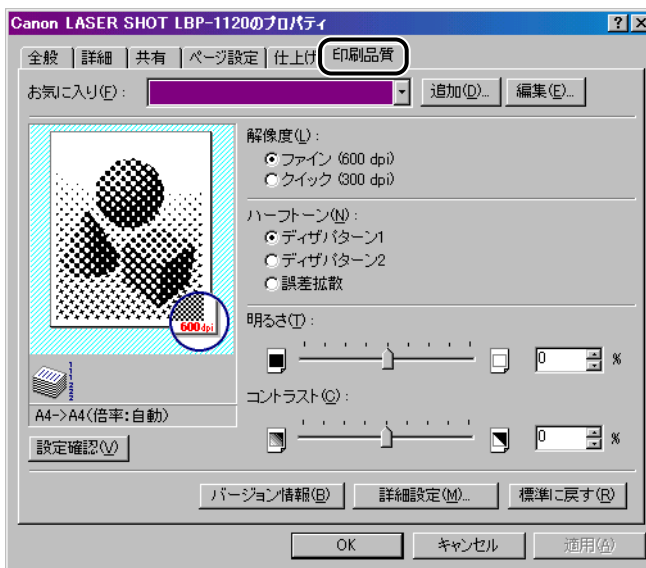 Canon LASER SHOT LBP-1120のプロパティ
全般 詳細 共有 ページ設定 仕上げ 印刷品質
お気に入り(F): 追加(D)... 編集(E)...
解像度(L):
ファイン (600 dpi)
クイック (300 dpi)
ハーフトーン(N):
ディザパターン1
ディザパターン2
誤差拡散
600dpi
明るさ(T):
0 %
1
2
3
A4->A4(倍率:自動)
コントラスト(C):
0 %
設定確認(V)
バージョン情報(B) 詳細設定(M)... 標準に戻す(R)
OK キャンセル 適用(A)